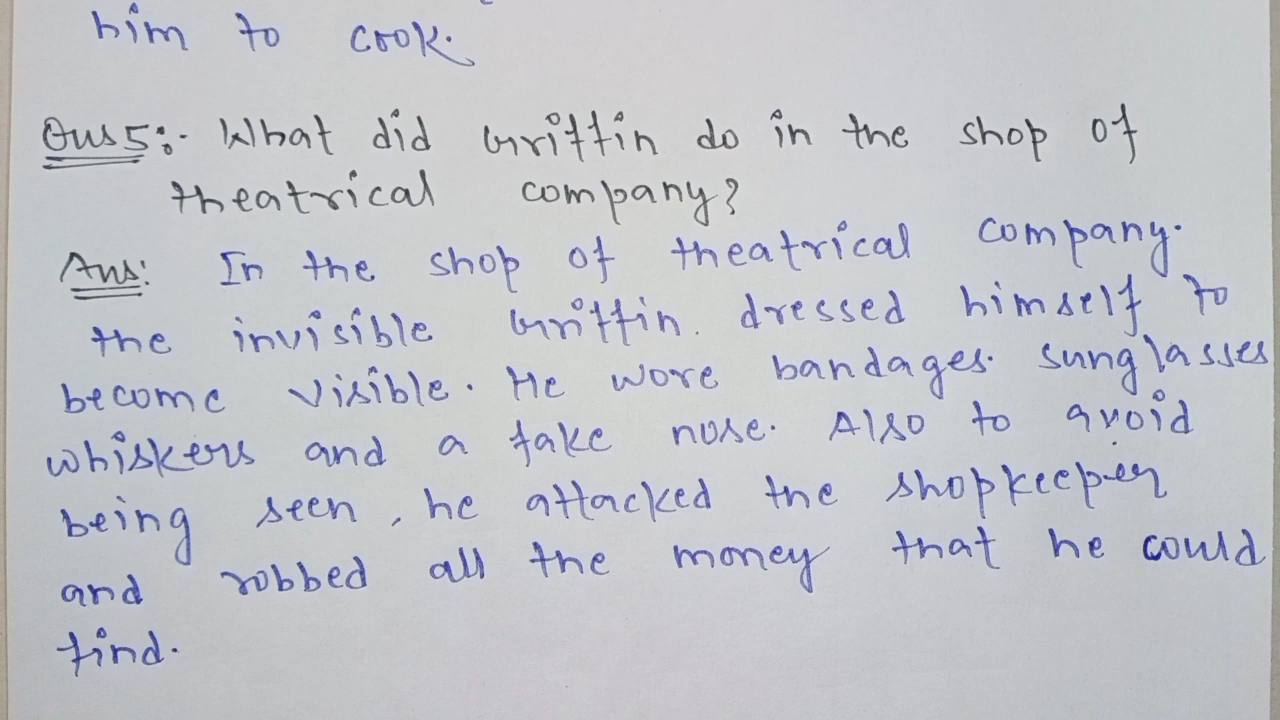 him to cook.
Qus 5:- What did Griffin do in the shop of
theatrical company?
Ans: In the shop of theatrical company.
the invisible Griffin. dressed himself to
become visible. He wore bandages. sunglasses
whiskers and a fake nose. Also to avoid
being seen, he attacked the shopkeeper
and robbed all the money that he could
find.